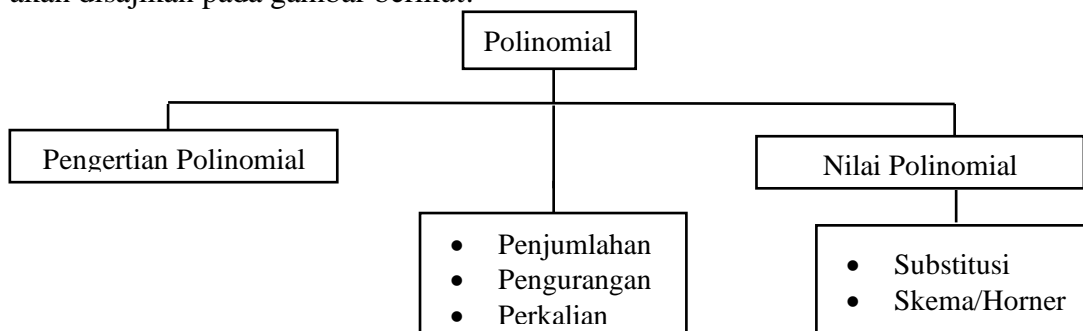 akan disajikan pada gambar berikut:
Polinomial
Pengertian Polinomial
Nilai Polinomial
• Penjumlahan
• Pengurangan
• Perkalian
• Substitusi
• Skema/Horner